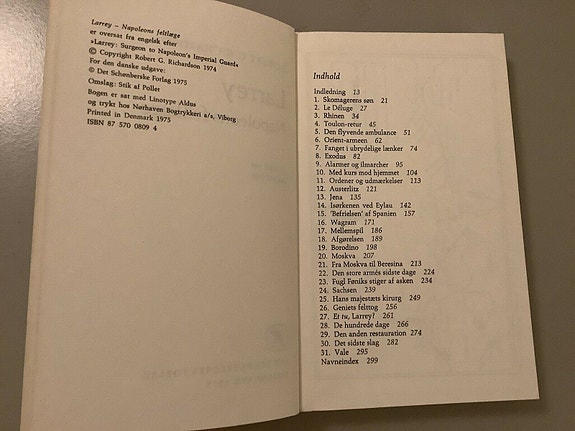 Larrey – Napoleons feltlæge
er oversat fra engelsk efter
»Larrey: Surgeon to Napoleon's Imperial Guard«
© Copyright Robert G. Richardson 1974
For den danske udgave:
© Det Schønbergske Forlag 1975
Omslag: Stik af Pollet
Bogen er sat med Linotype Aldus
og trykt hos Nørhaven Bogtrykkeri a/s, Viborg
Printed in Denmark 1975
ISBN 87 570 0809 4
Indhold
Indledning 13
1. Skomagerens søn 21
2. Le Déluge 27
3. Rhinen 34
4. Toulon-retur 45
5. Den flyvende ambulance 51
6. Orient-armeen 62
7. Fanget i ubrydelige lænker 74
8. Exodus 82
9. Alarmer og ilmarcher 95
10. Med kurs mod hjemmet 104
11. Ordener og udmærkelser 113
12. Austerlitz 121
13. Jena 135
14. Isørkenen ved Eylau 142
15. 'Befrielsen' af Spanien 157
16. Wagram 171
17. Mellemspil 186
18. Afgørelsen 189
19. Borodino 198
20. Moskva 207
21. Fra Moskva til Beresina 213
22. Den store armés sidste dage 224
23. Fugl Føniks stiger af asken 234
24. Sachsen 239
25. Hans majestæts kirurg 249
26. Geniets felttog 256
27. Et tu, Larrey? 261
28. De hundrede dage 266
29. Den anden restauration 274
30. Det sidste slag 282
31. Vale 295
Navneindex 299